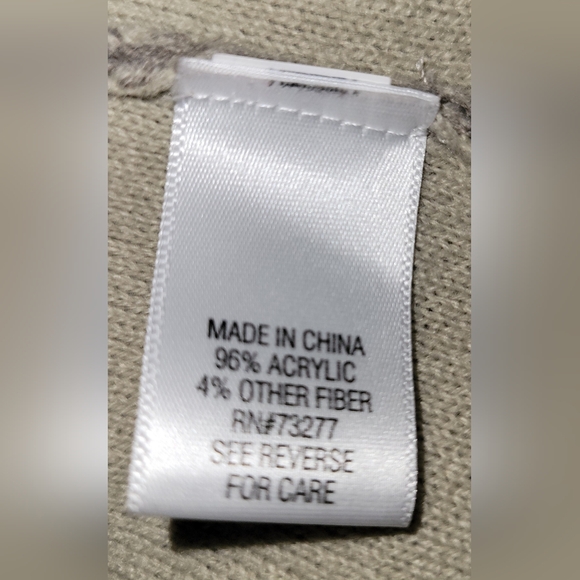 MADE IN CHINA
96% ACRYLIC
4% OTHER FIBER
RN#73277
SEE REVERSE
FOR CARE